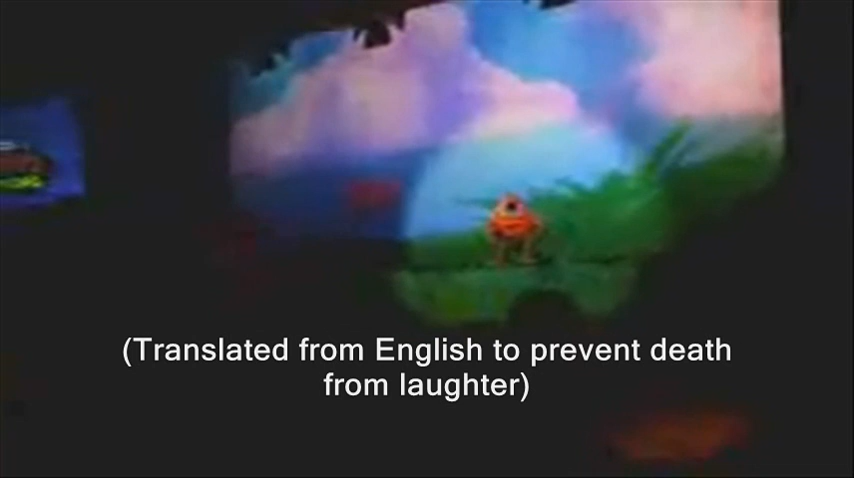 (Translated from English to prevent death
from laughter)